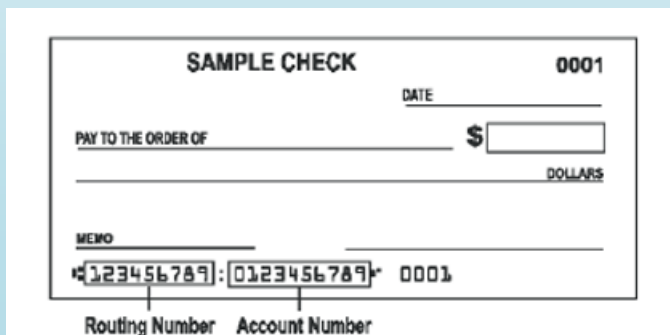 SAMPLE CHECK 0001
DATE
PAY TO THE ORDER OF $
DOLLARS
MEMO
⑆123456789⑆ 0123456789⑈ 0001
Routing Number Account Number